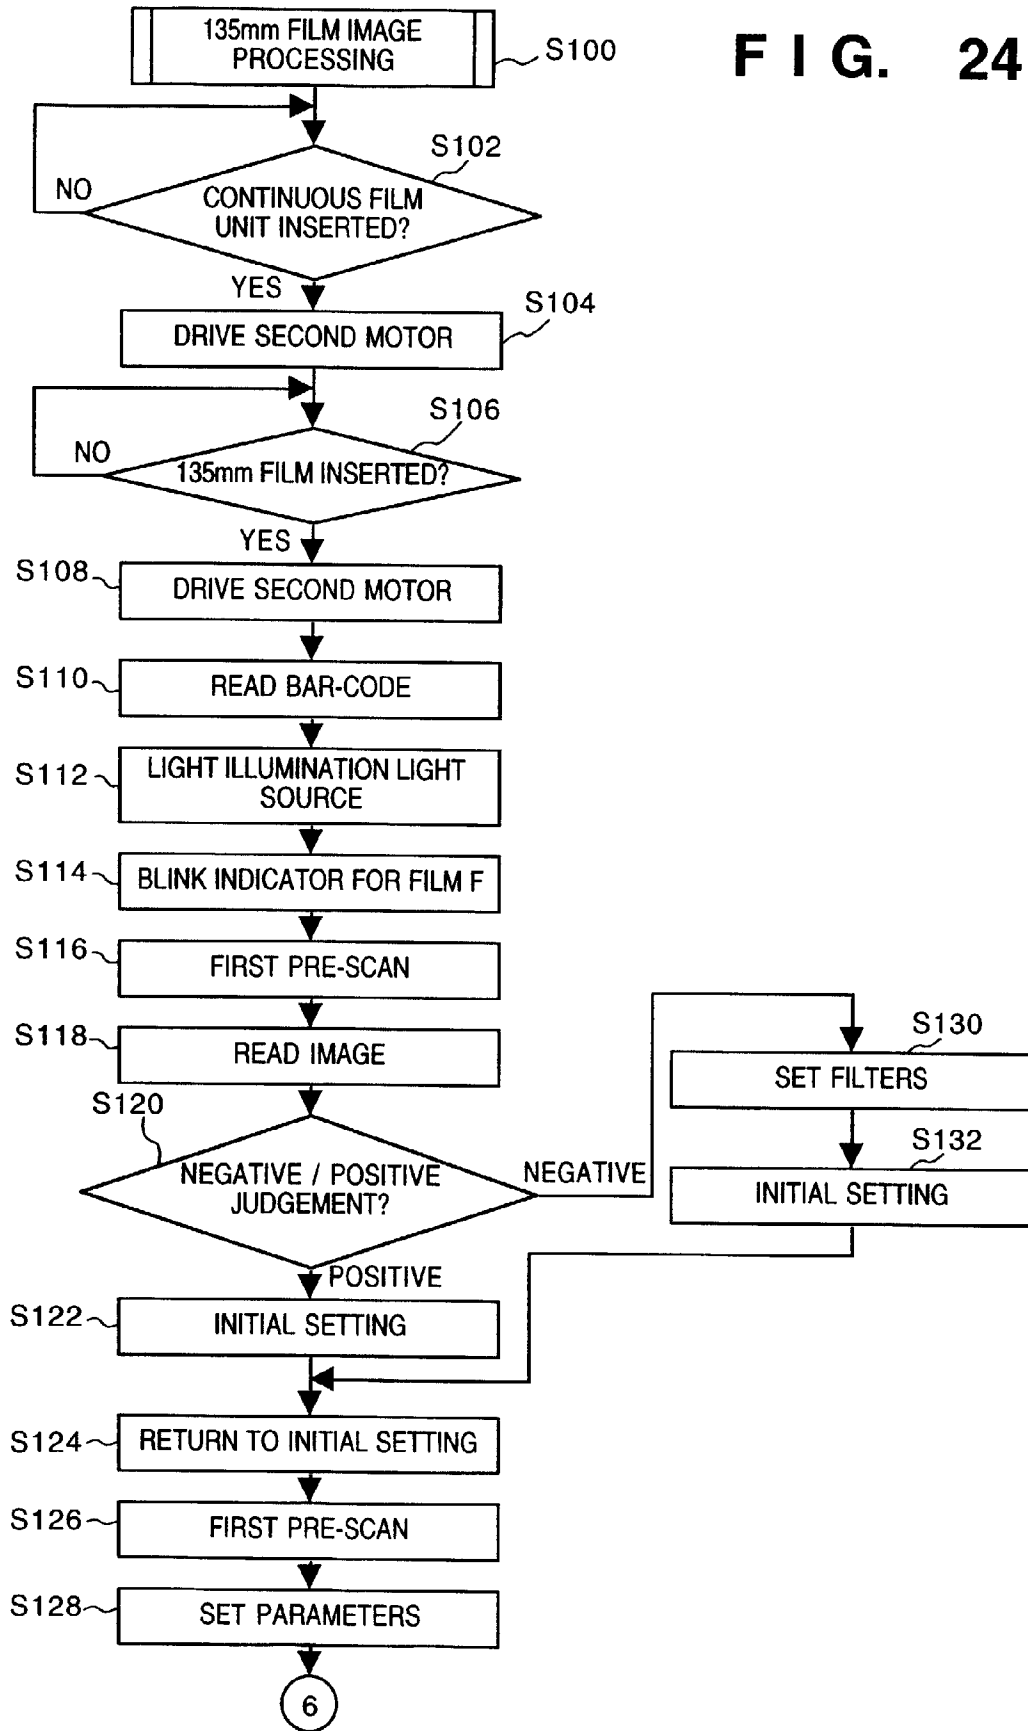 135mm FILM IMAGE
PROCESSING
S100
F I G. 24
S102
CONTINUOUS FILM
UNIT INSERTED?
NO
YES
S104
DRIVE SECOND MOTOR
S106
NO
135mm FILM INSERTED?
YES
S108
DRIVE SECOND MOTOR
S110
READ BAR-CODE
S112
LIGHT ILLUMINATION LIGHT
SOURCE
S114
BLINK INDICATOR FOR FILM F
S116
FIRST PRE-SCAN
S118
READ IMAGE
S120
NEGATIVE / POSITIVE
JUDGEMENT?
NEGATIVE
S130
SET FILTERS
S132
INITIAL SETTING
POSITIVE
S122
INITIAL SETTING
S124
RETURN TO INITIAL SETTING
S126
FIRST PRE-SCAN
S128
SET PARAMETERS
6